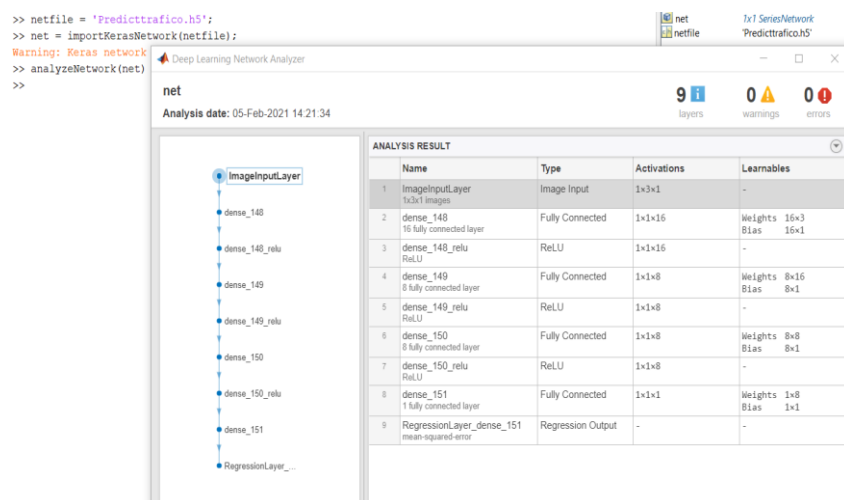 >> netfile = 'Predicttrafico.h5';
>> net = importKerasNetwork(netfile);
Warning: Keras network
>> analyzeNetwork(net)
>>
net 1x1 SeriesNetwork
netfile 'Predicttrafico.h5'
Deep Learning Network Analyzer
net
Analysis date: 05-Feb-2021 14:21:34
9 i
layers
0
warnings
0
errors
ImageInputLayer
dense_148
dense_148_relu
dense_149
dense_149_relu
dense_150
dense_150_relu
dense_151
RegressionLayer_...
ANALYSIS RESULT
Name Type Activations Learnables
1 ImageInputLayer Image Input 1×3×1 -
1x3x1 images
2 dense_148 Fully Connected 1×1×16 Weights 16×3
16 fully connected layer Bias 16×1
3 dense_148_relu ReLU 1×1×16 -
ReLU
4 dense_149 Fully Connected 1×1×8 Weights 8×16
8 fully connected layer Bias 8×1
5 dense_149_relu ReLU 1×1×8 -
ReLU
6 dense_150 Fully Connected 1×1×8 Weights 8×8
8 fully connected layer Bias 8×1
7 dense_150_relu ReLU 1×1×8 -
ReLU
8 dense_151 Fully Connected 1×1×1 Weights 1×8
1 fully connected layer Bias 1×1
9 RegressionLayer_dense_151 Regression Output - -
mean-squared-error